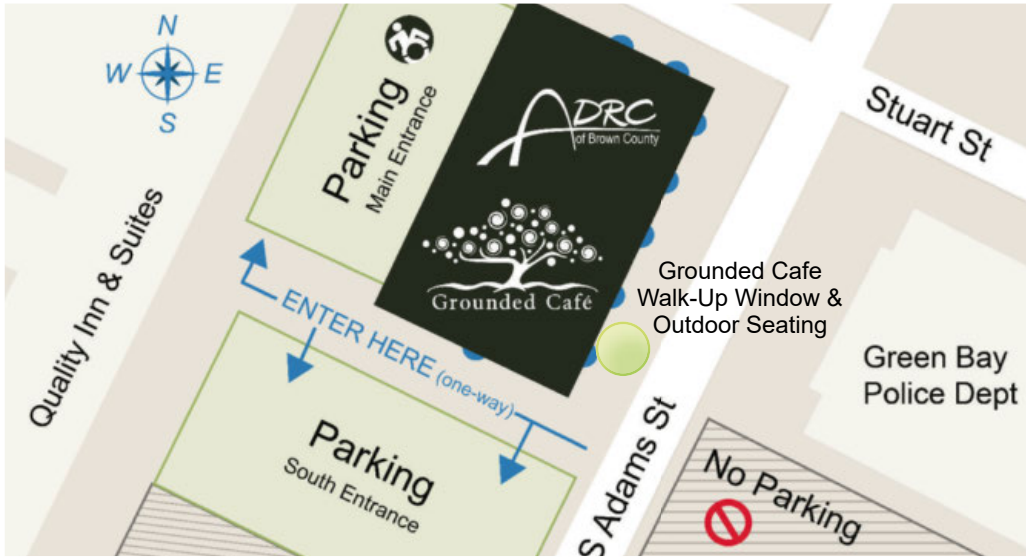 N
W
E
S
Parking
Main Entrance
ADRC
of Brown County
Stuart St
Quality Inn & Suites
Grounded Café
Grounded Cafe
Walk-Up Window &
Outdoor Seating
ENTER HERE (one-way)
Green Bay
Police Dept
Parking
South Entrance
S Adams St
No Parking